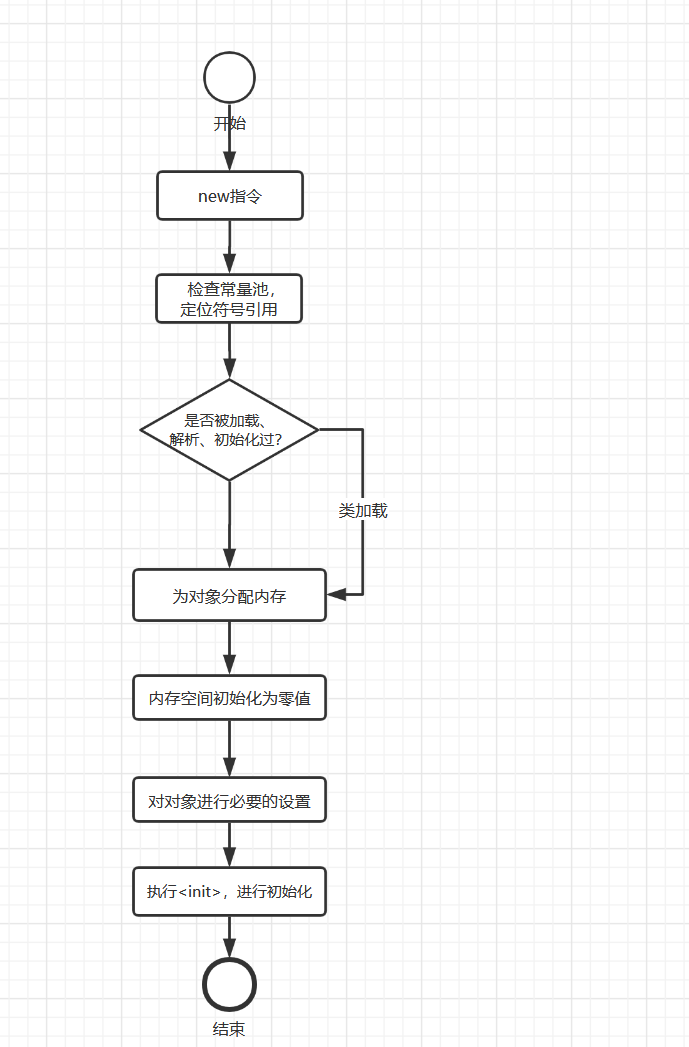 开始
new指令
检查常量池，
定位符号引用
是否被加载、
解析、初始化过？
类加载
为对象分配内存
内存空间初始化为零值
对对象进行必要的设置
执行<init>，进行初始化
结束